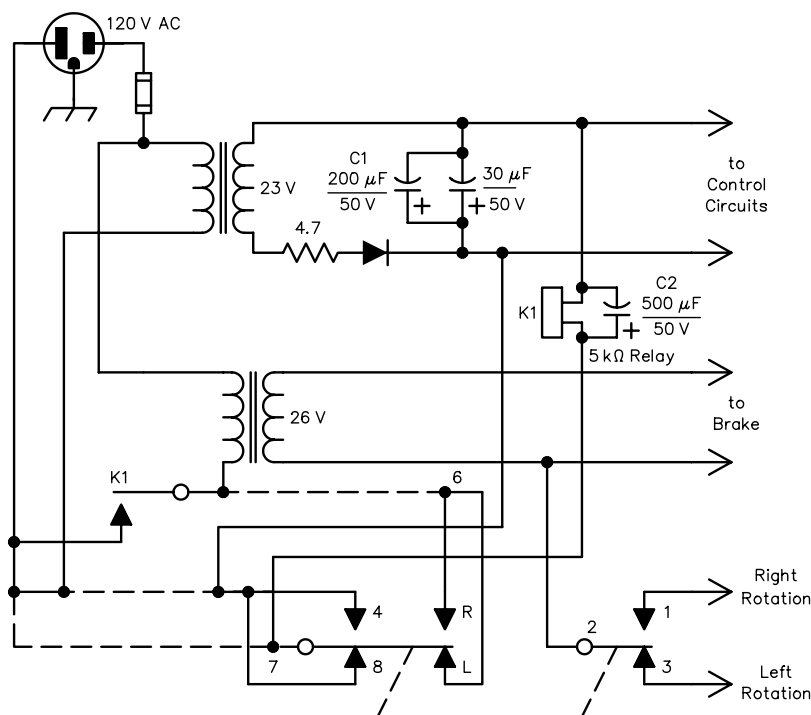 120 V AC
23 V
4.7
C1
200 µF
50 V
30 µF
50 V
to
Control
Circuits
K1
C2
500 µF
50 V
5 kΩ Relay
26 V
to
Brake
K1
6
4
R
7
8
L
2
1
3
Right
Rotation
Left
Rotation